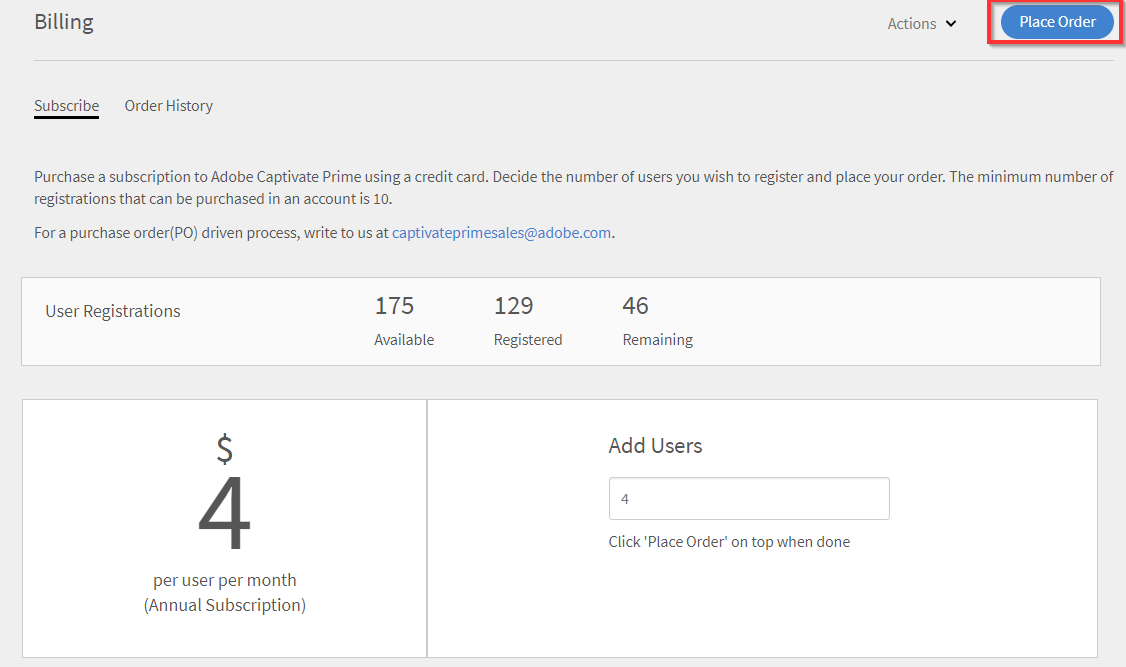 Billing
Actions
Place Order
Subscribe
Order History
Purchase a subscription to Adobe Captivate Prime using a credit card. Decide the number of users you wish to register and place your order. The minimum number of
registrations that can be purchased in an account is 10.
For a purchase order(PO) driven process, write to us at captivateprimesales@adobe.com.
User Registrations
175
129
46
Available
Registered
Remaining
$
4
per user per month
(Annual Subscription)
Add Users
4
Click 'Place Order' on top when done